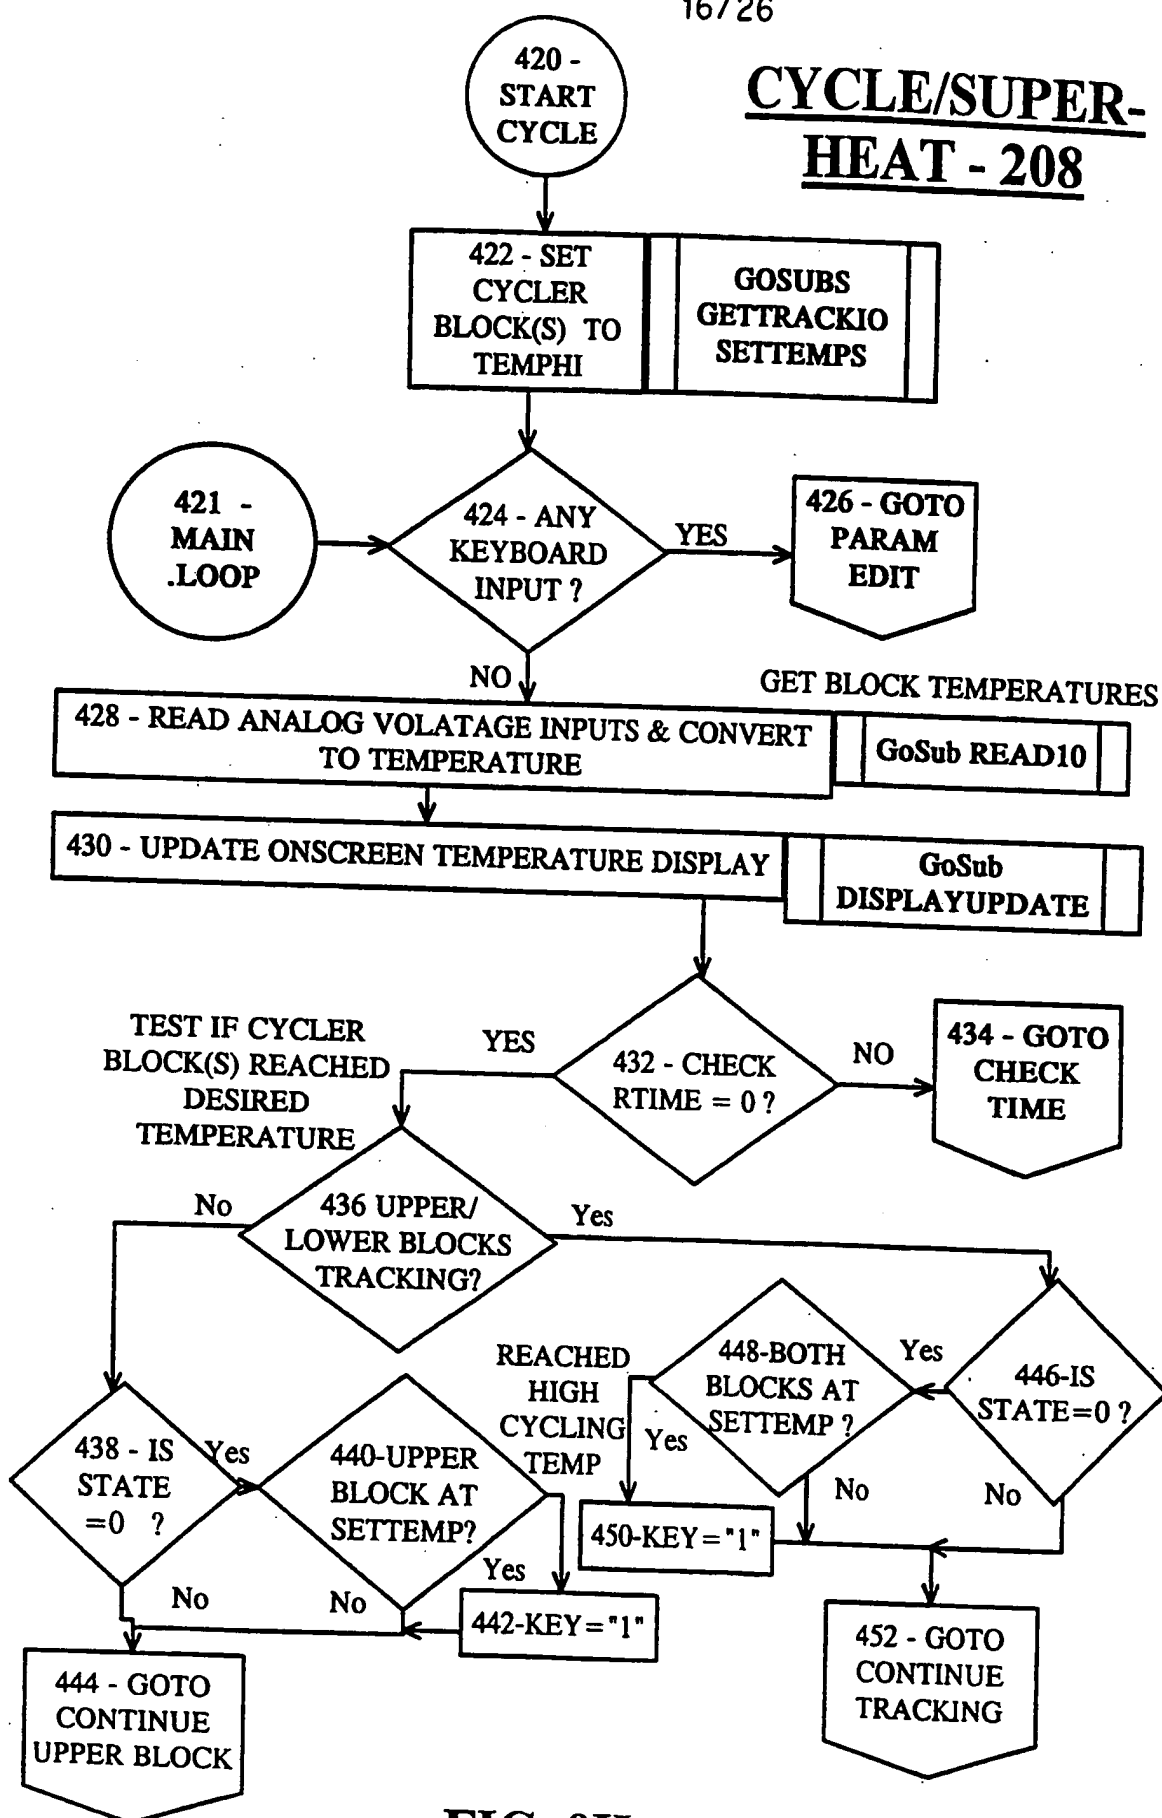 16/26
CYCLE/SUPER-
HEAT - 208
420 -
START
CYCLE
422 - SET
CYCLER
BLOCK(S) TO
TEMPHI
GOSUBS
GETTRACKIO
SETTEMPS
421 -
MAIN
.LOOP
424 - ANY
KEYBOARD
INPUT ?
YES
426 - GOTO
PARAM
EDIT
NO
GET BLOCK TEMPERATURES
428 - READ ANALOG VOLATAGE INPUTS & CONVERT
TO TEMPERATURE
GoSub READ10
430 - UPDATE ONSCREEN TEMPERATURE DISPLAY
GoSub
DISPLAYUPDATE
TEST IF CYCLER
BLOCK(S) REACHED
DESIRED
TEMPERATURE
YES
432 - CHECK
RTIME = 0 ?
NO
434 - GOTO
CHECK
TIME
No
436 UPPER/
LOWER BLOCKS
TRACKING?
Yes
438 - IS
STATE
=0 ?
Yes
440-UPPER
BLOCK AT
SETTEMP?
REACHED
HIGH
CYCLING
TEMP
448-BOTH
BLOCKS AT
SETTEMP ?
Yes
446-IS
STATE=0 ?
Yes
No
No
450-KEY="1"
Yes
No
No
442-KEY="1"
444 - GOTO
CONTINUE
UPPER BLOCK
452 - GOTO
CONTINUE
TRACKING